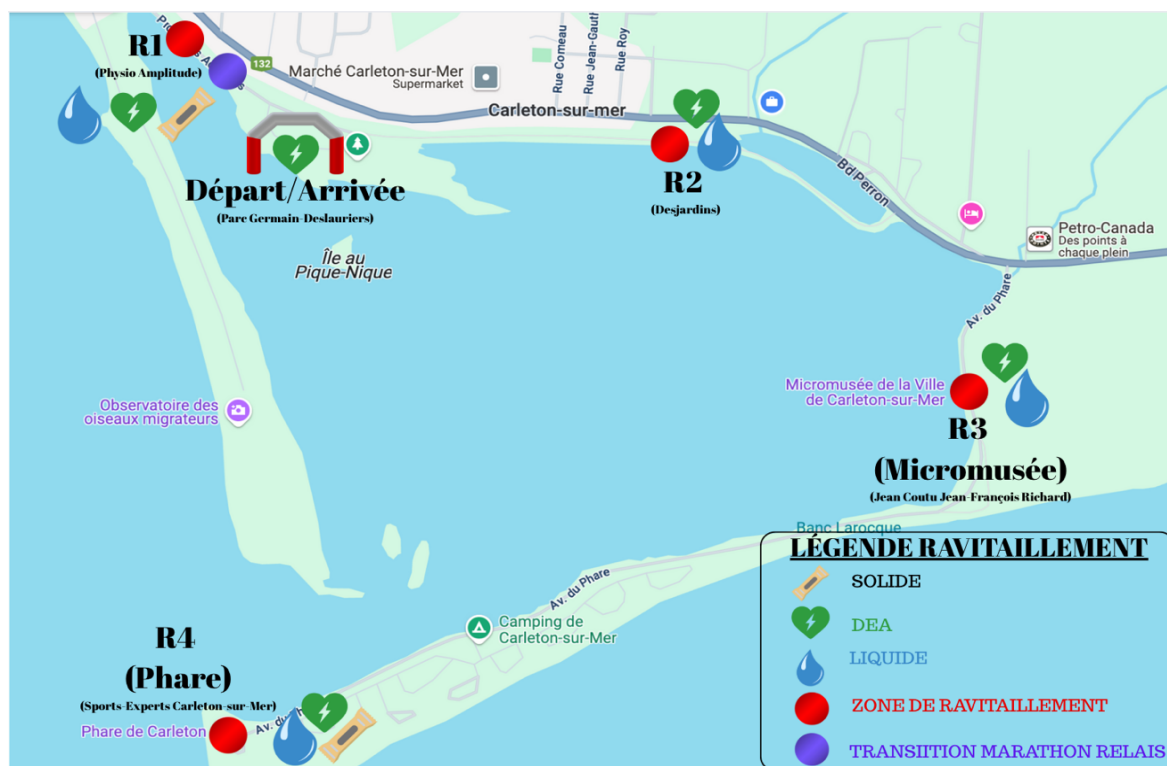 R1
(Physio Amplitude)
132
Marché Carleton-sur-Mer
Supermarket
Rue Comeau
Rue Jean-Gauth
Rue Roy
Carleton-sur-mer
Départ/Arrivée
(Parc Germain-Deslauriers)
R2
(Desjardins)
Bd Perron
Petro-Canada
Des points à
chaque plein
Île au
Pique-Nique
Av. du Phare
Observatoire des
oiseaux migrateurs
Micromusée de la Ville
de Carleton-sur-Mer
R3
(Micromusée)
(Jean Coutu Jean-François Richard)
Banc Larocque
Av. du Phare
Camping de
Carleton-sur-Mer
R4
(Phare)
(Sports-Experts Carleton-sur-Mer)
Phare de Carleton
Av. du Ph
LÉGENDE RAVITAILLEMENT
SOLIDE
DEA
LIQUIDE
ZONE DE RAVITAILLEMENT
TRANSIITION MARATHON RELAIS